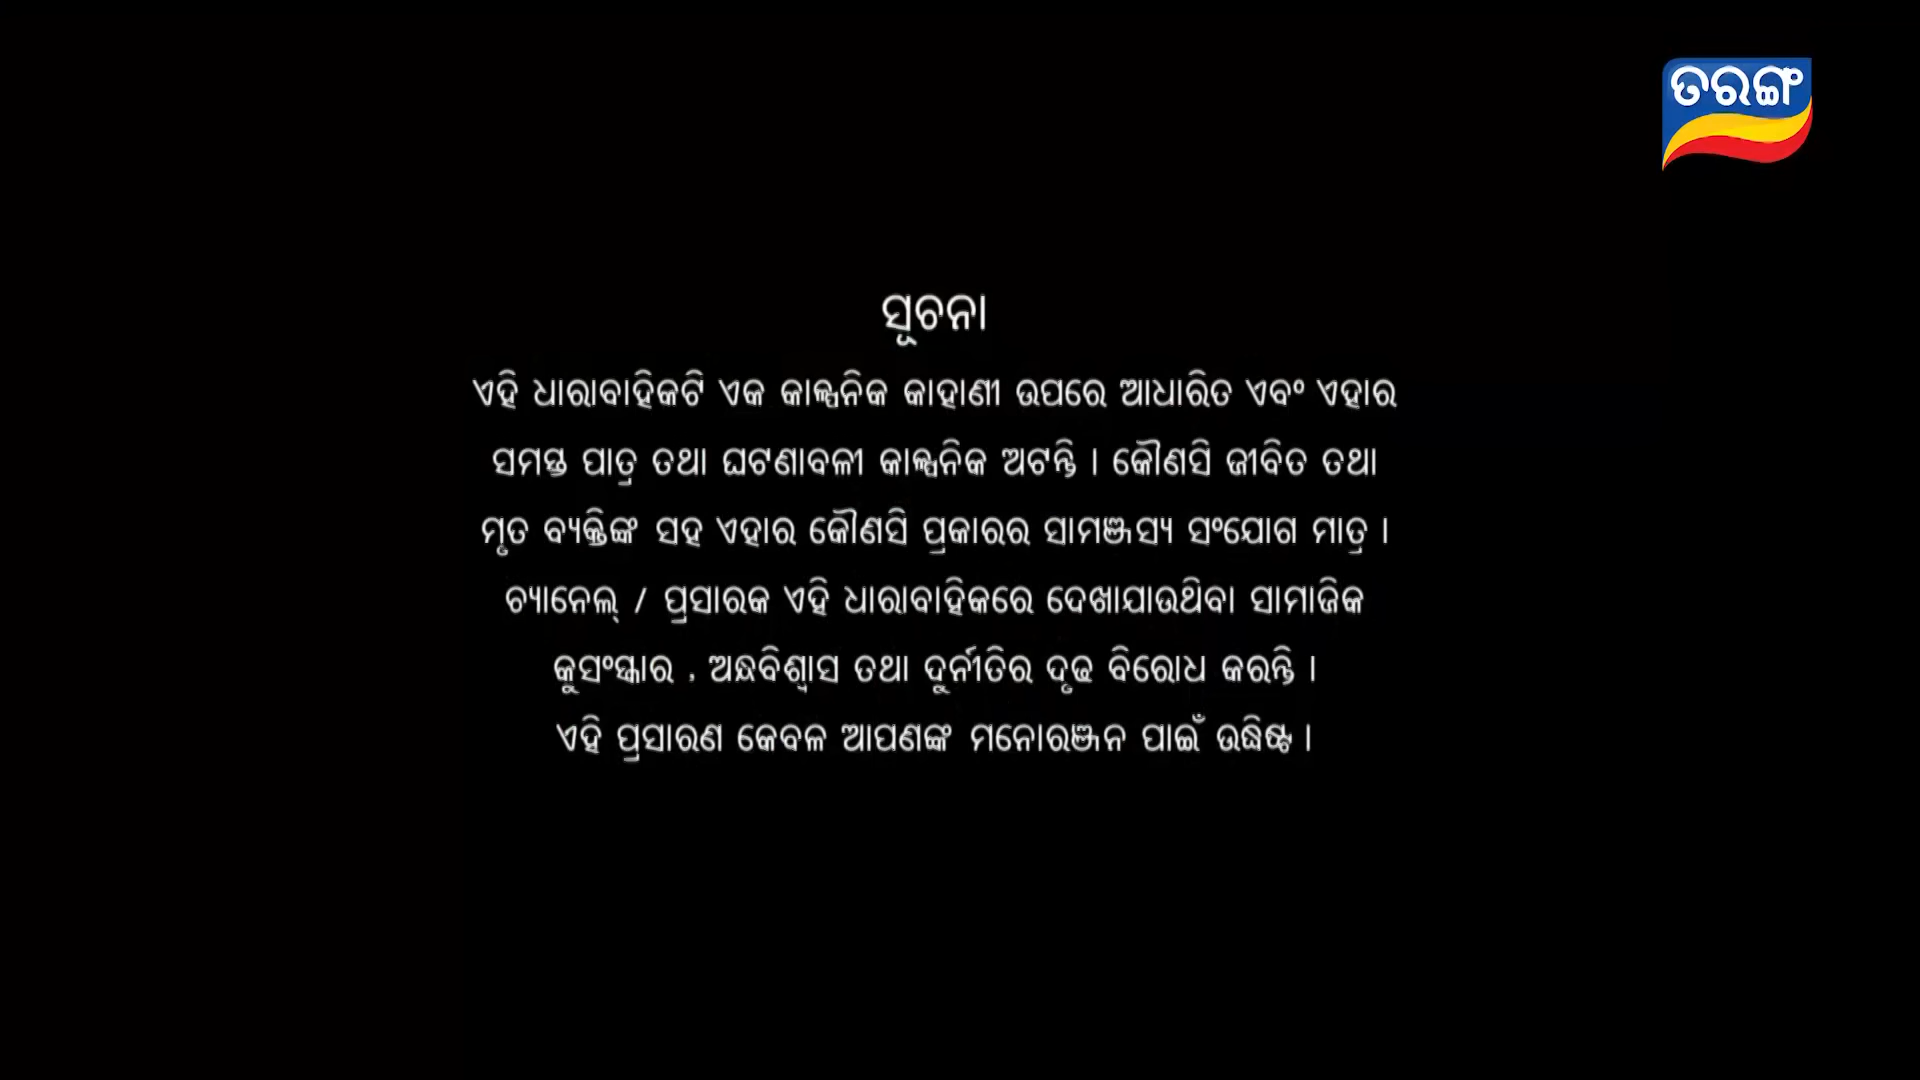 ତରଙ୍ଗ
ସୂଚନା
ଏହି ଧାରାବାହିକଟି ଏକ କାଳ୍ପନିକ କାହାଣୀ ଉପରେ ଆଧାରିତ ଏବଂ ଏହାର
ସମସ୍ତ ପାତ୍ର ତଥା ଘଟଣାବଳୀ କାଳ୍ପନିକ ଅଟନ୍ତି । କୌଣସି ଜୀବିତ ତଥା
ମୃତ ବ୍ୟକ୍ତିଙ୍କ ସହ ଏହାର କୌଣସି ପ୍ରକାରର ସାମଞ୍ଜସ୍ୟ ସଂଯୋଗ ମାତ୍ର ।
ଚ୍ୟାନେଲ୍ / ପ୍ରସାରକ ଏହି ଧାରାବାହିକରେ ଦେଖାଯାଉଥିବା ସାମାଜିକ
କୁସଂସ୍କାର , ଅନ୍ଧବିଶ୍ୱାସ ତଥା ଦୁର୍ନୀତିର ଦୃଢ ବିରୋଧ କରନ୍ତି ।
ଏହି ପ୍ରସାରଣ କେବଳ ଆପଣଙ୍କ ମନୋରଞ୍ଜନ ପାଇଁ ଉଦ୍ଧିଷ୍ଟ ।